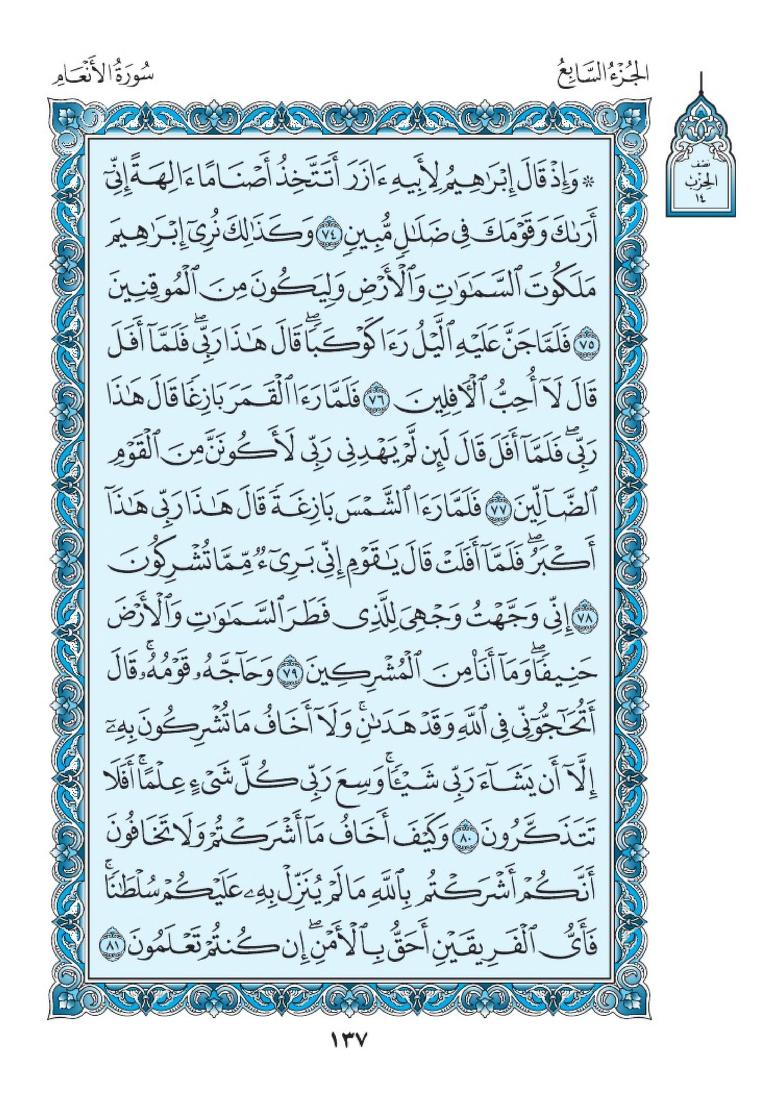 الجُزْءُ السَّابِعُ
سُورَةُ الأَنْعَامِ
نصف
الحِزْب
١٤
۞ وَإِذْ قَالَ إِبْرَٰهِيمُ لِأَبِيهِ ءَازَرَ أَتَتَّخِذُ أَصْنَامًا ءَالِهَةً إِنِّىٓ
أَرَىٰكَ وَقَوْمَكَ فِى ضَلَٰلٍ مُّبِينٍ ٧٤ وَكَذَٰلِكَ نُرِىٓ إِبْرَٰهِيمَ
مَلَكُوتَ ٱلسَّمَٰوَٰتِ وَٱلْأَرْضِ وَلِيَكُونَ مِنَ ٱلْمُوقِنِينَ
٧٥ فَلَمَّا جَنَّ عَلَيْهِ ٱلَّيْلُ رَءَا كَوْكَبًاۖ قَالَ هَٰذَا رَبِّىۖ فَلَمَّآ أَفَلَ
قَالَ لَآ أُحِبُّ ٱلْءَافِلِينَ ٧٦ فَلَمَّا رَءَا ٱلْقَمَرَ بَازِغًا قَالَ هَٰذَا
رَبِّىۖ فَلَمَّآ أَفَلَ قَالَ لَئِن لَّمْ يَهْدِنِى رَبِّى لَأَكُونَنَّ مِنَ ٱلْقَوْمِ
ٱلضَّآلِّينَ ٧٧ فَلَمَّا رَءَا ٱلشَّمْسَ بَازِغَةً قَالَ هَٰذَا رَبِّى هَٰذَآ
أَكْبَرُۖ فَلَمَّآ أَفَلَتْ قَالَ يَٰقَوْمِ إِنِّى بَرِىٓءٌ مِّمَّا تُشْرِكُونَ
٧٨ إِنِّى وَجَّهْتُ وَجْهِىَ لِلَّذِى فَطَرَ ٱلسَّمَٰوَٰتِ وَٱلْأَرْضَ
حَنِيفًاۖ وَمَآ أَنَا۠ مِنَ ٱلْمُشْرِكِينَ ٧٩ وَحَآجَّهُۥ قَوْمُهُۥۚ قَالَ
أَتُحَٰٓجُّوٓنِّى فِى ٱللَّهِ وَقَدْ هَدَىٰنِۚ وَلَآ أَخَافُ مَا تُشْرِكُونَ بِهِۦٓ
إِلَّآ أَن يَشَآءَ رَبِّى شَيْـًٔاۗ وَسِعَ رَبِّى كُلَّ شَىْءٍ عِلْمًاۗ أَفَلَا
تَتَذَكَّرُونَ ٨٠ وَكَيْفَ أَخَافُ مَآ أَشْرَكْتُمْ وَلَا تَخَافُونَ
أَنَّكُمْ أَشْرَكْتُم بِٱللَّهِ مَا لَمْ يُنَزِّلْ بِهِۦ عَلَيْكُمْ سُلْطَٰنًاۚ
فَأَىُّ ٱلْفَرِيقَيْنِ أَحَقُّ بِٱلْأَمْنِۖ إِن كُنتُمْ تَعْلَمُونَ ٨١
١٣٧